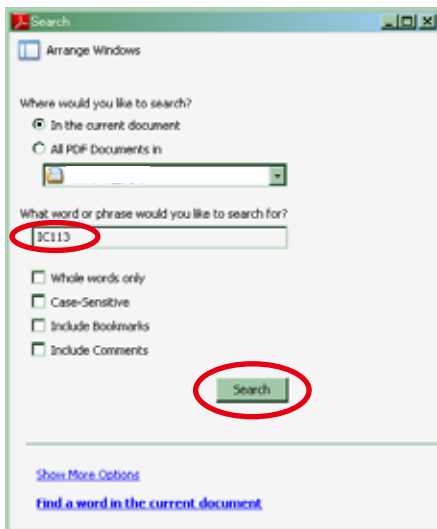 Search
Arrange Windows
Where would you like to search?
In the current document
All PDF Documents in
What word or phrase would you like to search for?
IC113
Whole words only
Case-Sensitive
Include Bookmarks
Include Comments
Search
Show More Options
Find a word in the current document